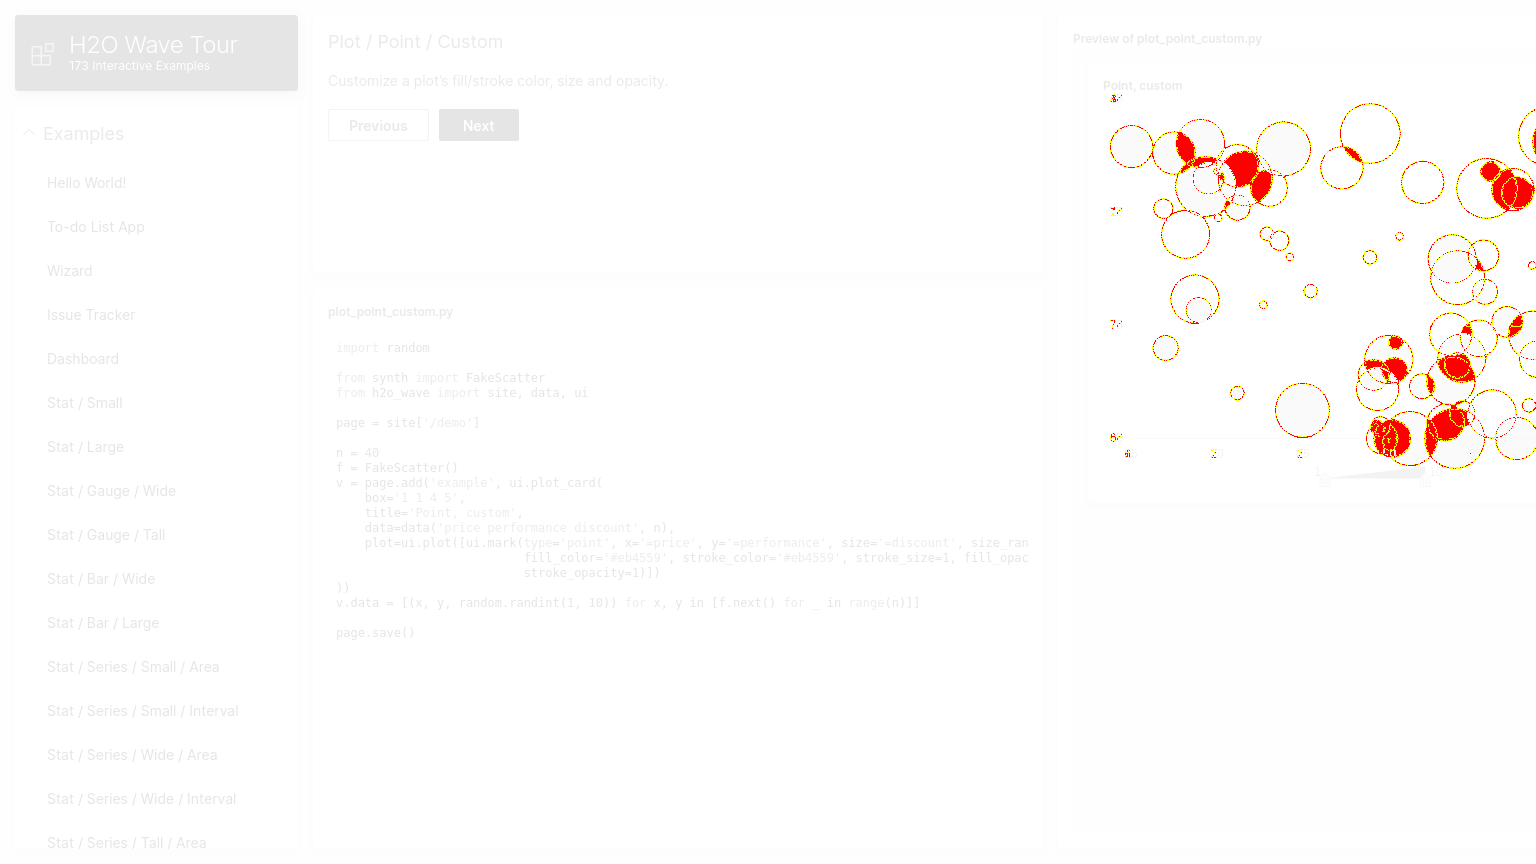 H2O Wave Tour
173 Interactive Examples
Examples
Hello World!
To-do List App
Wizard
Issue Tracker
Dashboard
Stat / Small
Stat / Large
Stat / Gauge / Wide
Stat / Gauge / Tall
Stat / Bar / Wide
Stat / Bar / Large
Stat / Series / Small / Area
Stat / Series / Small / Interval
Stat / Series / Wide / Area
Stat / Series / Wide / Interval
Stat / Series / Tall / Area
Plot / Point / Custom
Customize a plot's fill/stroke color, size and opacity.
Previous
Next
plot_point_custom.py
import random
from synth import FakeScatter
from h2o_wave import site, data, ui
page = site['/demo']
n = 40
f = FakeScatter()
v = page.add('example', ui.plot_card(
box='1 1 4 5',
title='Point, custom',
data=data('price performance discount', n),
plot=ui.plot([ui.mark(type='point', x='=price', y='=performance', size='=discount', size_ran
fill_color='#eb4559', stroke_color='#eb4559', stroke_size=1, fill_opac
stroke_opacity=1)])
))
v.data = [(x, y, random.randint(1, 10)) for x, y in [f.next() for _ in range(n)]]
page.save()
Preview of plot_point_custom.py
Point, custom